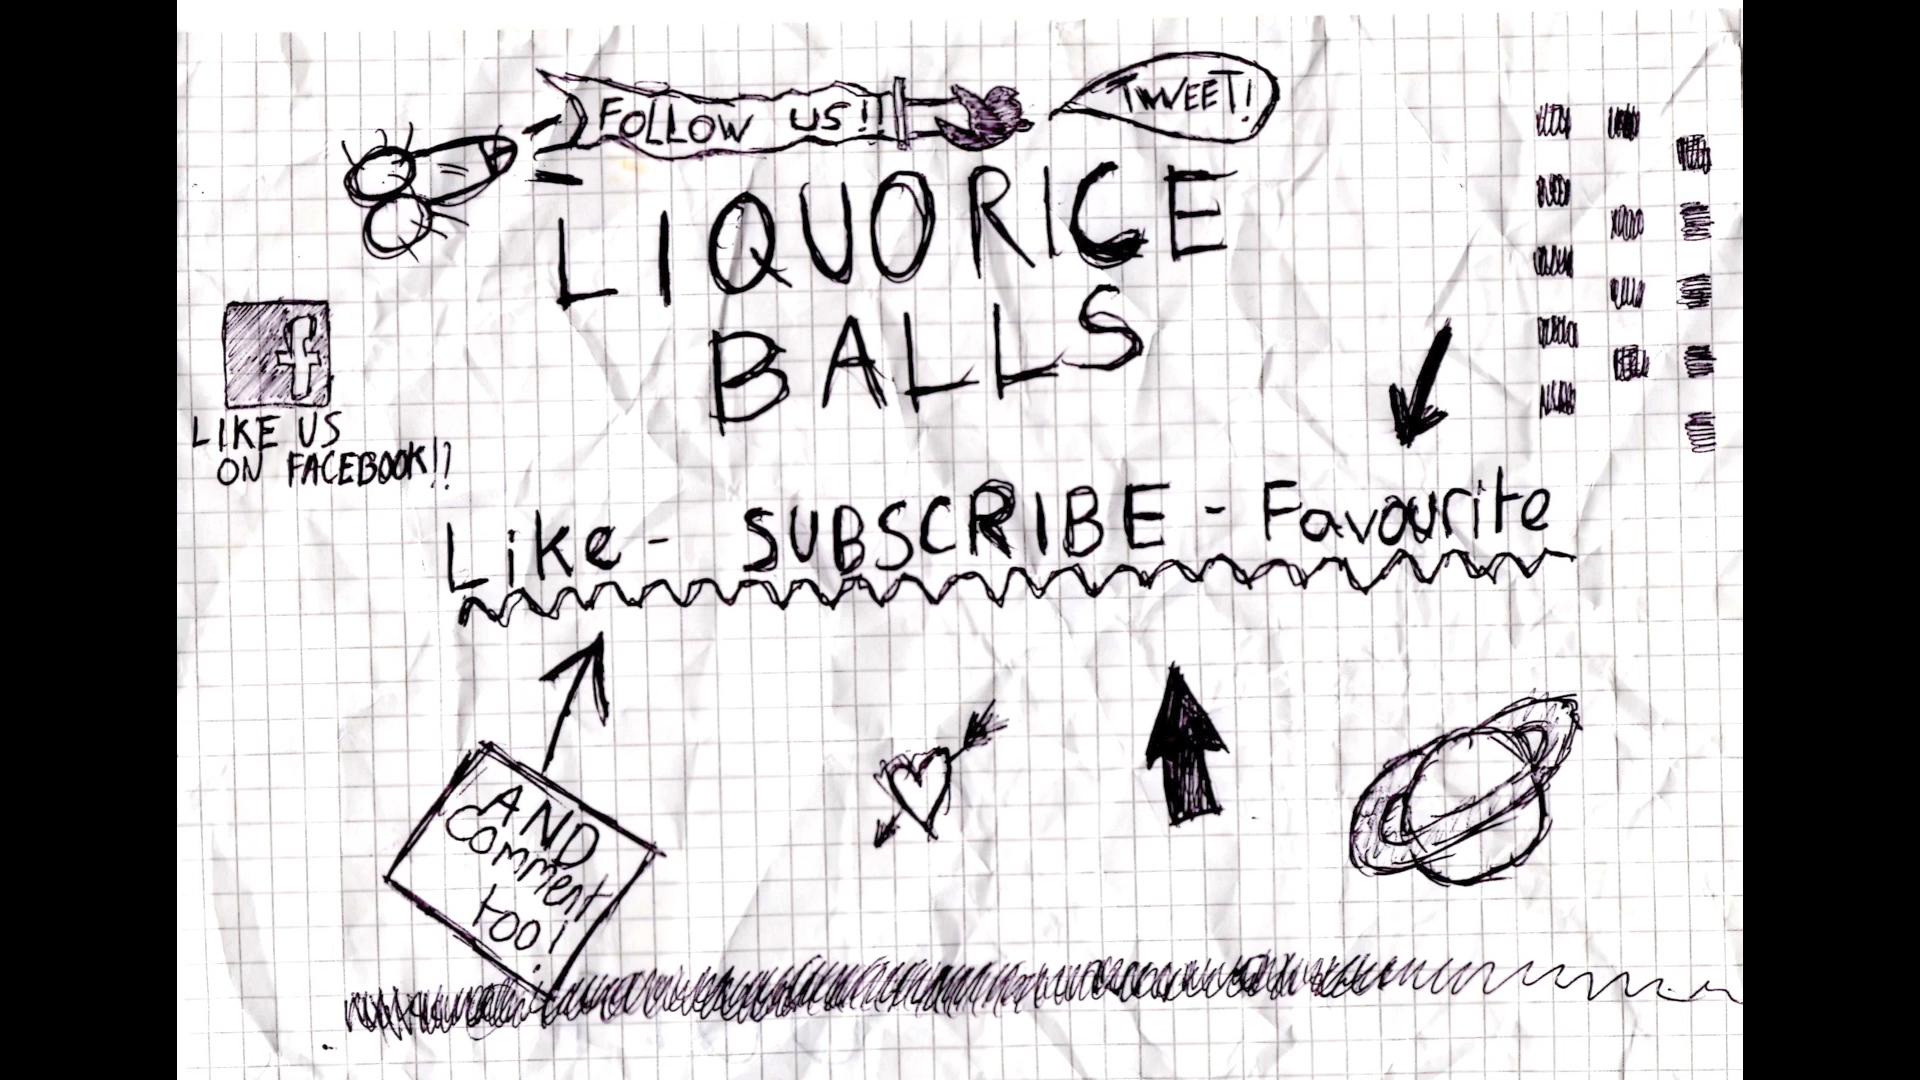 FOLLOW US!!
TWEET!
LIQUORICE
BALLS
f
LIKE US
ON FACEBOOK!?
Like - SUBSCRIBE - Favourite
AND
Comment
too!